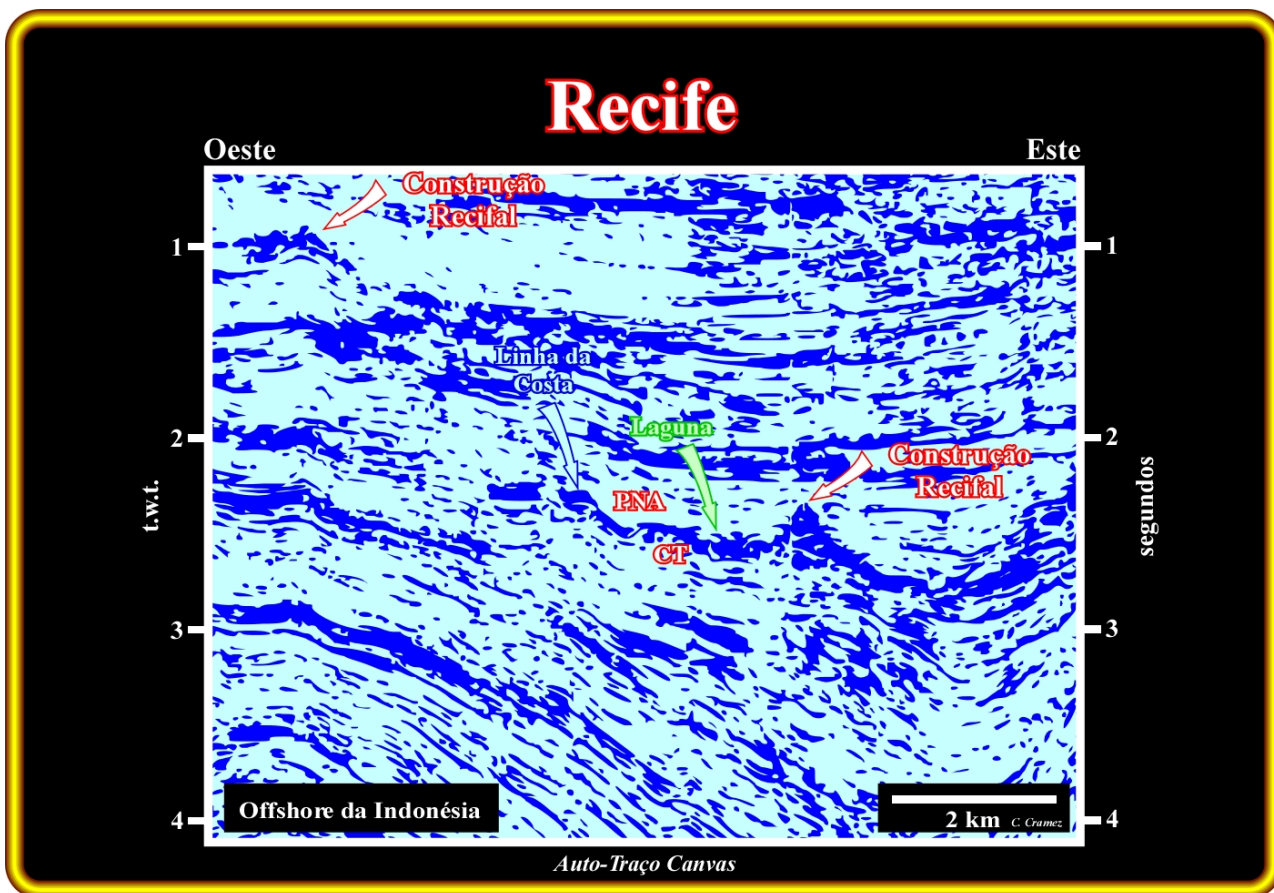 Recife
Oeste
Este
Construção
Recifal
1
1
Linha da
Costa
Laguna
2
2
Construção
Recifal
PNA
CT
t.w.t.
segundos
3
3
Offshore da Indonésia
2 km
C. Cramez
4
4
Auto-Traço Canvas